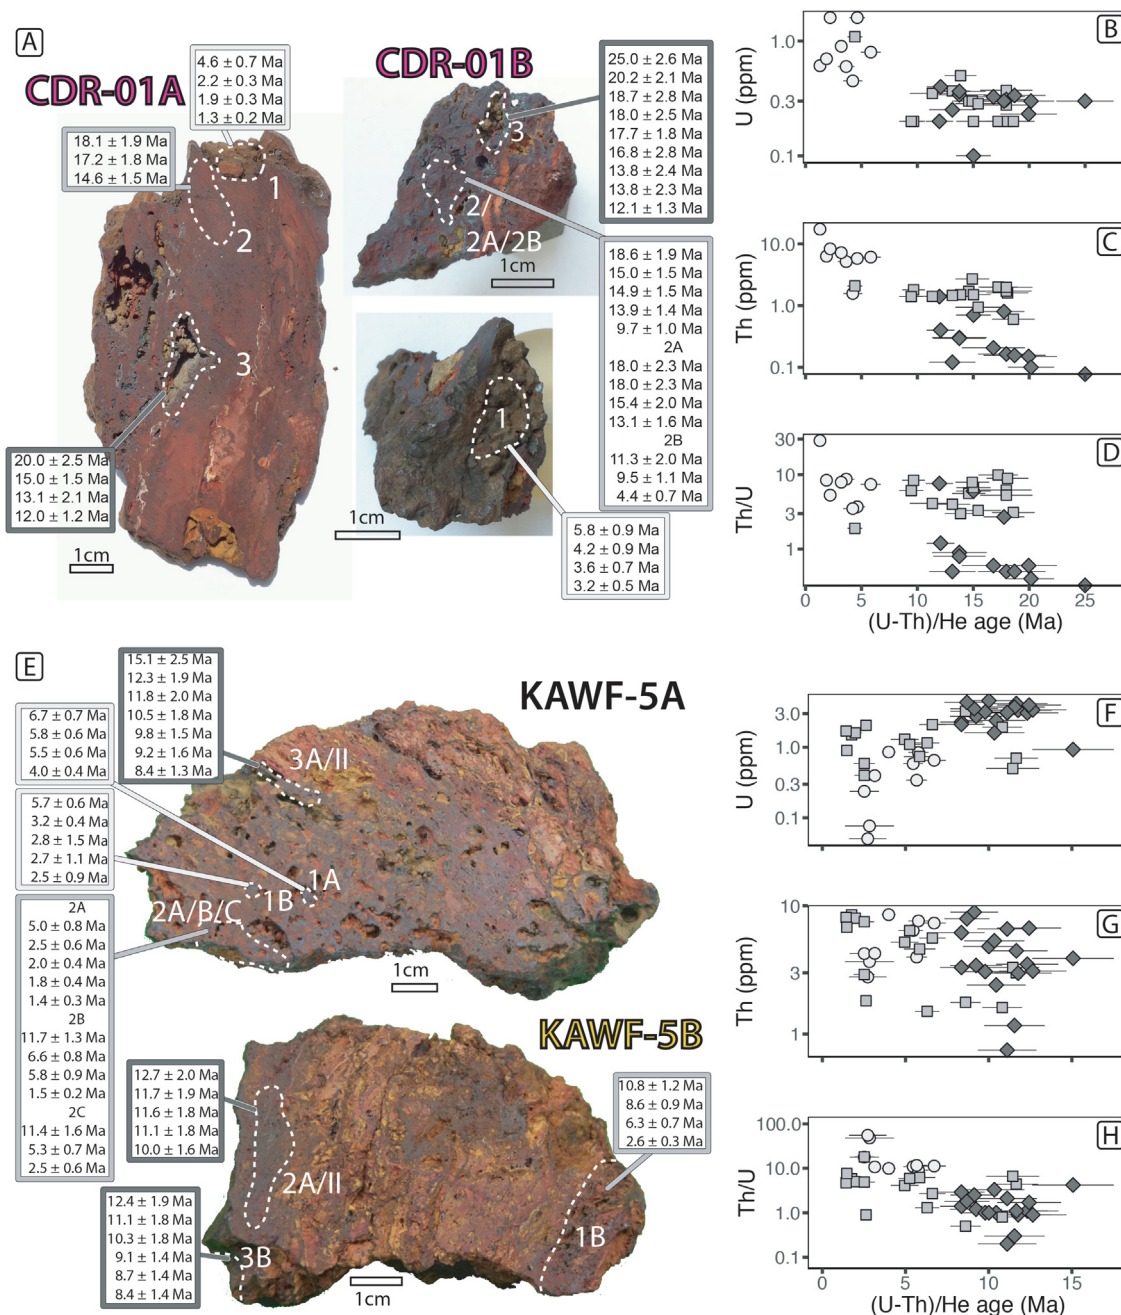 A
CDR-01A
4.6 ± 0.7 Ma
2.2 ± 0.3 Ma
1.9 ± 0.3 Ma
1.3 ± 0.2 Ma
18.1 ± 1.9 Ma
17.2 ± 1.8 Ma
14.6 ± 1.5 Ma
1
2
3
20.0 ± 2.5 Ma
15.0 ± 1.5 Ma
13.1 ± 2.1 Ma
12.0 ± 1.2 Ma
1cm
CDR-01B
25.0 ± 2.6 Ma
20.2 ± 2.1 Ma
18.7 ± 2.8 Ma
18.0 ± 2.5 Ma
17.7 ± 1.8 Ma
16.8 ± 2.8 Ma
13.8 ± 2.4 Ma
13.8 ± 2.3 Ma
12.1 ± 1.3 Ma
3
2/
2A/2B
1cm
18.6 ± 1.9 Ma
15.0 ± 1.5 Ma
14.9 ± 1.5 Ma
13.9 ± 1.4 Ma
9.7 ± 1.0 Ma
2A
18.0 ± 2.3 Ma
18.0 ± 2.3 Ma
15.4 ± 2.0 Ma
13.1 ± 1.6 Ma
2B
11.3 ± 2.0 Ma
9.5 ± 1.1 Ma
4.4 ± 0.7 Ma
1
1cm
5.8 ± 0.9 Ma
4.2 ± 0.9 Ma
3.6 ± 0.7 Ma
3.2 ± 0.5 Ma
B
U (ppm)
1.0
0.3
0.1
C
Th (ppm)
10.0
1.0
0.1
D
Th/U
30
10
3
1
0 5 10 15 20 25
(U-Th)/He age (Ma)
E
KAWF-5A
15.1 ± 2.5 Ma
12.3 ± 1.9 Ma
11.8 ± 2.0 Ma
10.5 ± 1.8 Ma
9.8 ± 1.5 Ma
9.2 ± 1.6 Ma
8.4 ± 1.3 Ma
6.7 ± 0.7 Ma
5.8 ± 0.6 Ma
5.5 ± 0.6 Ma
4.0 ± 0.4 Ma
5.7 ± 0.6 Ma
3.2 ± 0.4 Ma
2.8 ± 1.5 Ma
2.7 ± 1.1 Ma
2.5 ± 0.9 Ma
2A
5.0 ± 0.8 Ma
2.5 ± 0.6 Ma
2.0 ± 0.4 Ma
1.8 ± 0.4 Ma
1.4 ± 0.3 Ma
2B
11.7 ± 1.3 Ma
6.6 ± 0.8 Ma
5.8 ± 0.9 Ma
1.5 ± 0.2 Ma
2C
11.4 ± 1.6 Ma
5.3 ± 0.7 Ma
2.5 ± 0.6 Ma
3A/II
1A
1B
2A/B/C
1cm
KAWF-5B
12.7 ± 2.0 Ma
11.7 ± 1.9 Ma
11.6 ± 1.8 Ma
11.1 ± 1.8 Ma
10.0 ± 1.6 Ma
10.8 ± 1.2 Ma
8.6 ± 0.9 Ma
6.3 ± 0.7 Ma
2.6 ± 0.3 Ma
12.4 ± 1.9 Ma
11.1 ± 1.8 Ma
10.3 ± 1.8 Ma
9.1 ± 1.4 Ma
8.7 ± 1.4 Ma
8.4 ± 1.4 Ma
2A/II
3B
1B
1cm
F
U (ppm)
3.0
1.0
0.3
0.1
G
Th (ppm)
10
3
1
H
Th/U
100.0
10.0
1.0
0.1
0 5 10 15
(U-Th)/He age (Ma)